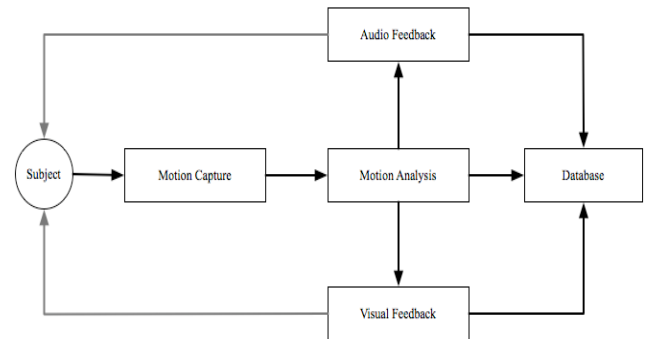 Audio Feedback
Subject
Motion Capture
Motion Analysis
Database
Visual Feedback